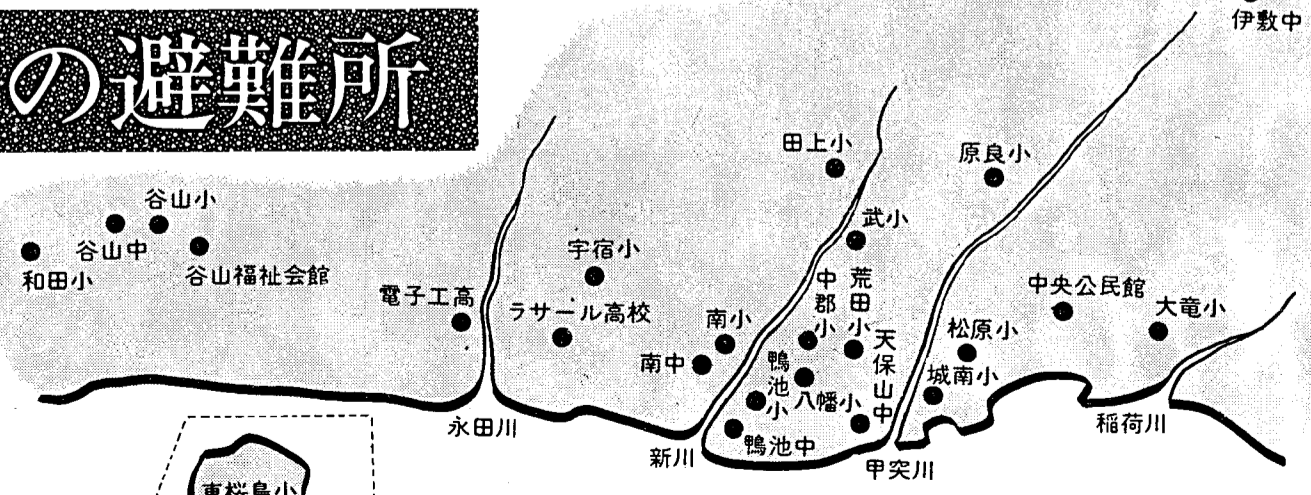 の避難所
伊敷中
田上小
原良小
谷山小
谷山中
武小
和田小
谷山福祉会館
宇宿小
中郡小
荒田小
中央公民館
電子工高
ラサール高校
南小
大竜小
松原小
天保山中
南中
鴨池小
八幡小
城南小
永田川
鴨池中
稲荷川
新川
甲突川
東桜島小